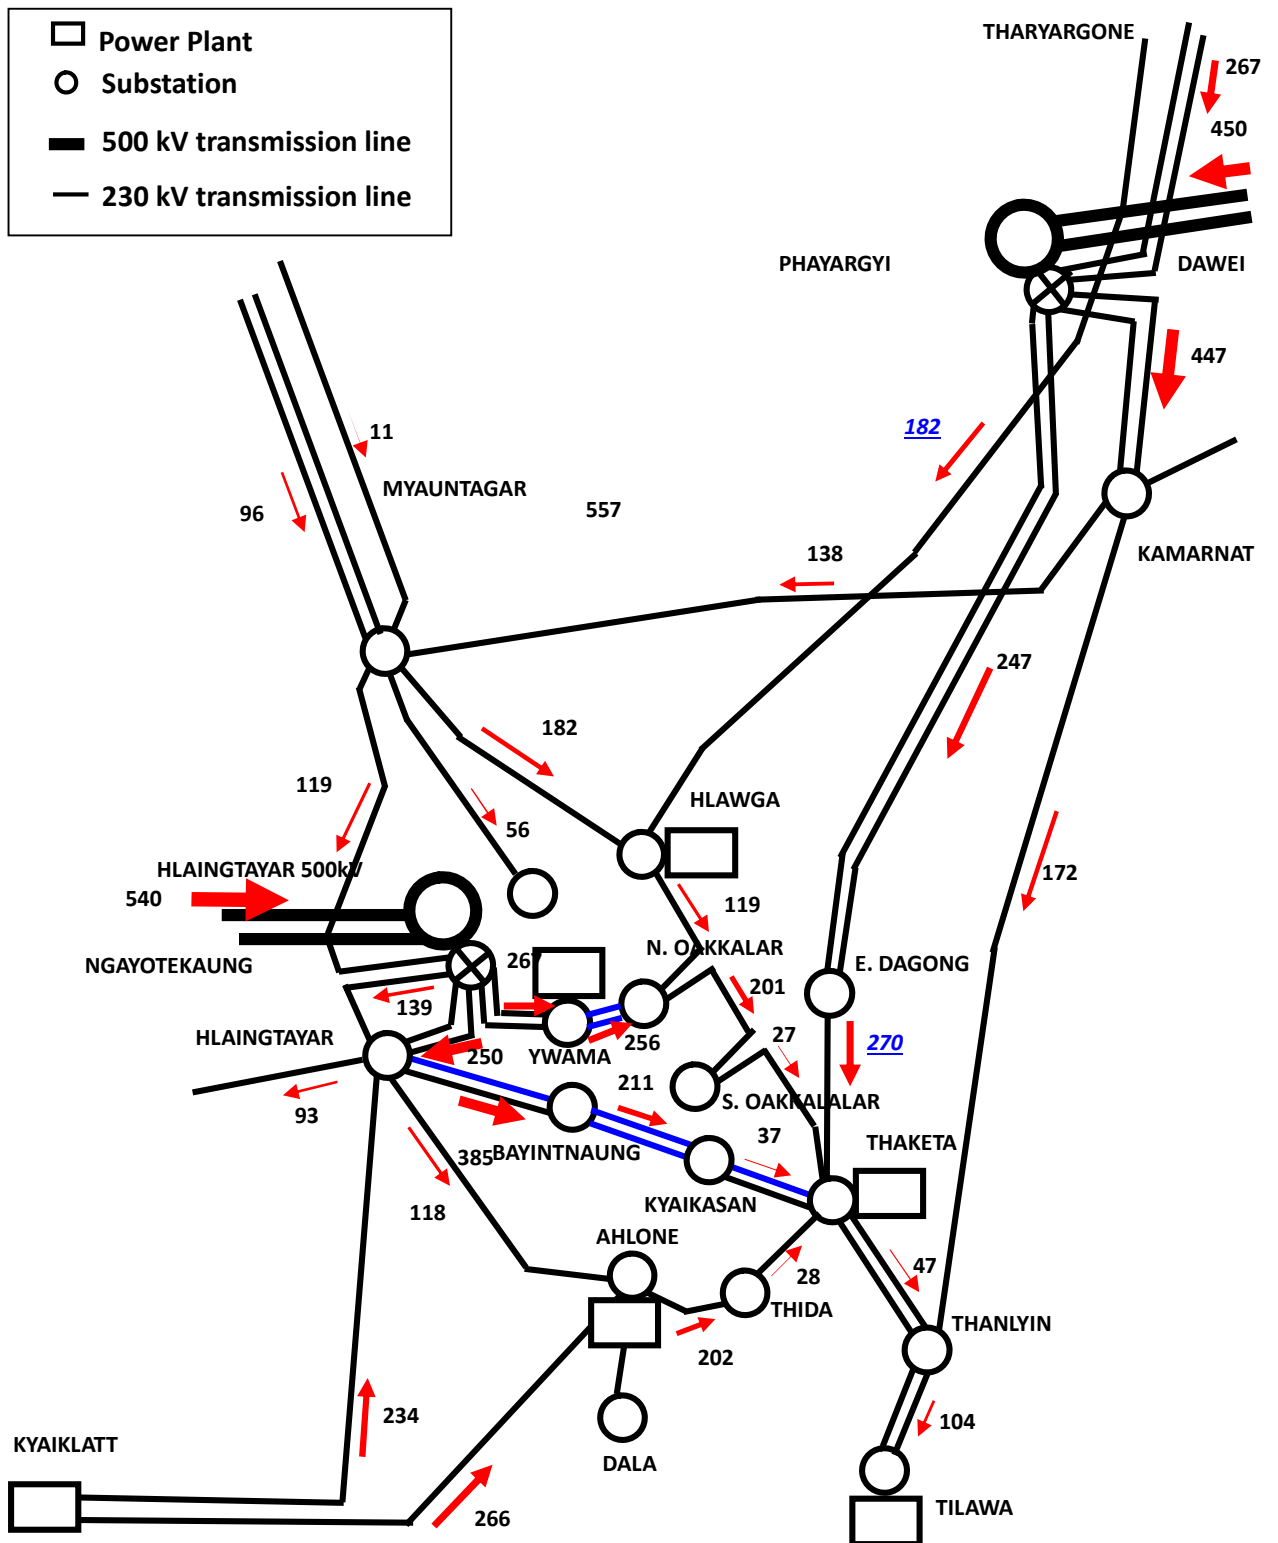 Power Plant
Substation
500 kV transmission line
230 kV transmission line
THARYARGONE
267
450
PHAYARGYI
DAWEI
447
11
182
MYAUNTAGAR
96
557
138
KAMARNAT
247
182
119
HLAWGA
56
HLAINGTAYAR 500kV
172
540
119
N. OAKKALAR
NGAYOTEKAUNG
267
E. DAGONG
201
139
HLAINGTAYAR
27
256
270
250
YWAMA
211
93
S. OAKKALALAR
37
THAKETA
385
BAYINTNAUNG
KYAIKASAN
118
AHLONE
47
28
THIDA
THANLYIN
202
234
104
KYAIKLATT
DALA
TILAWA
266